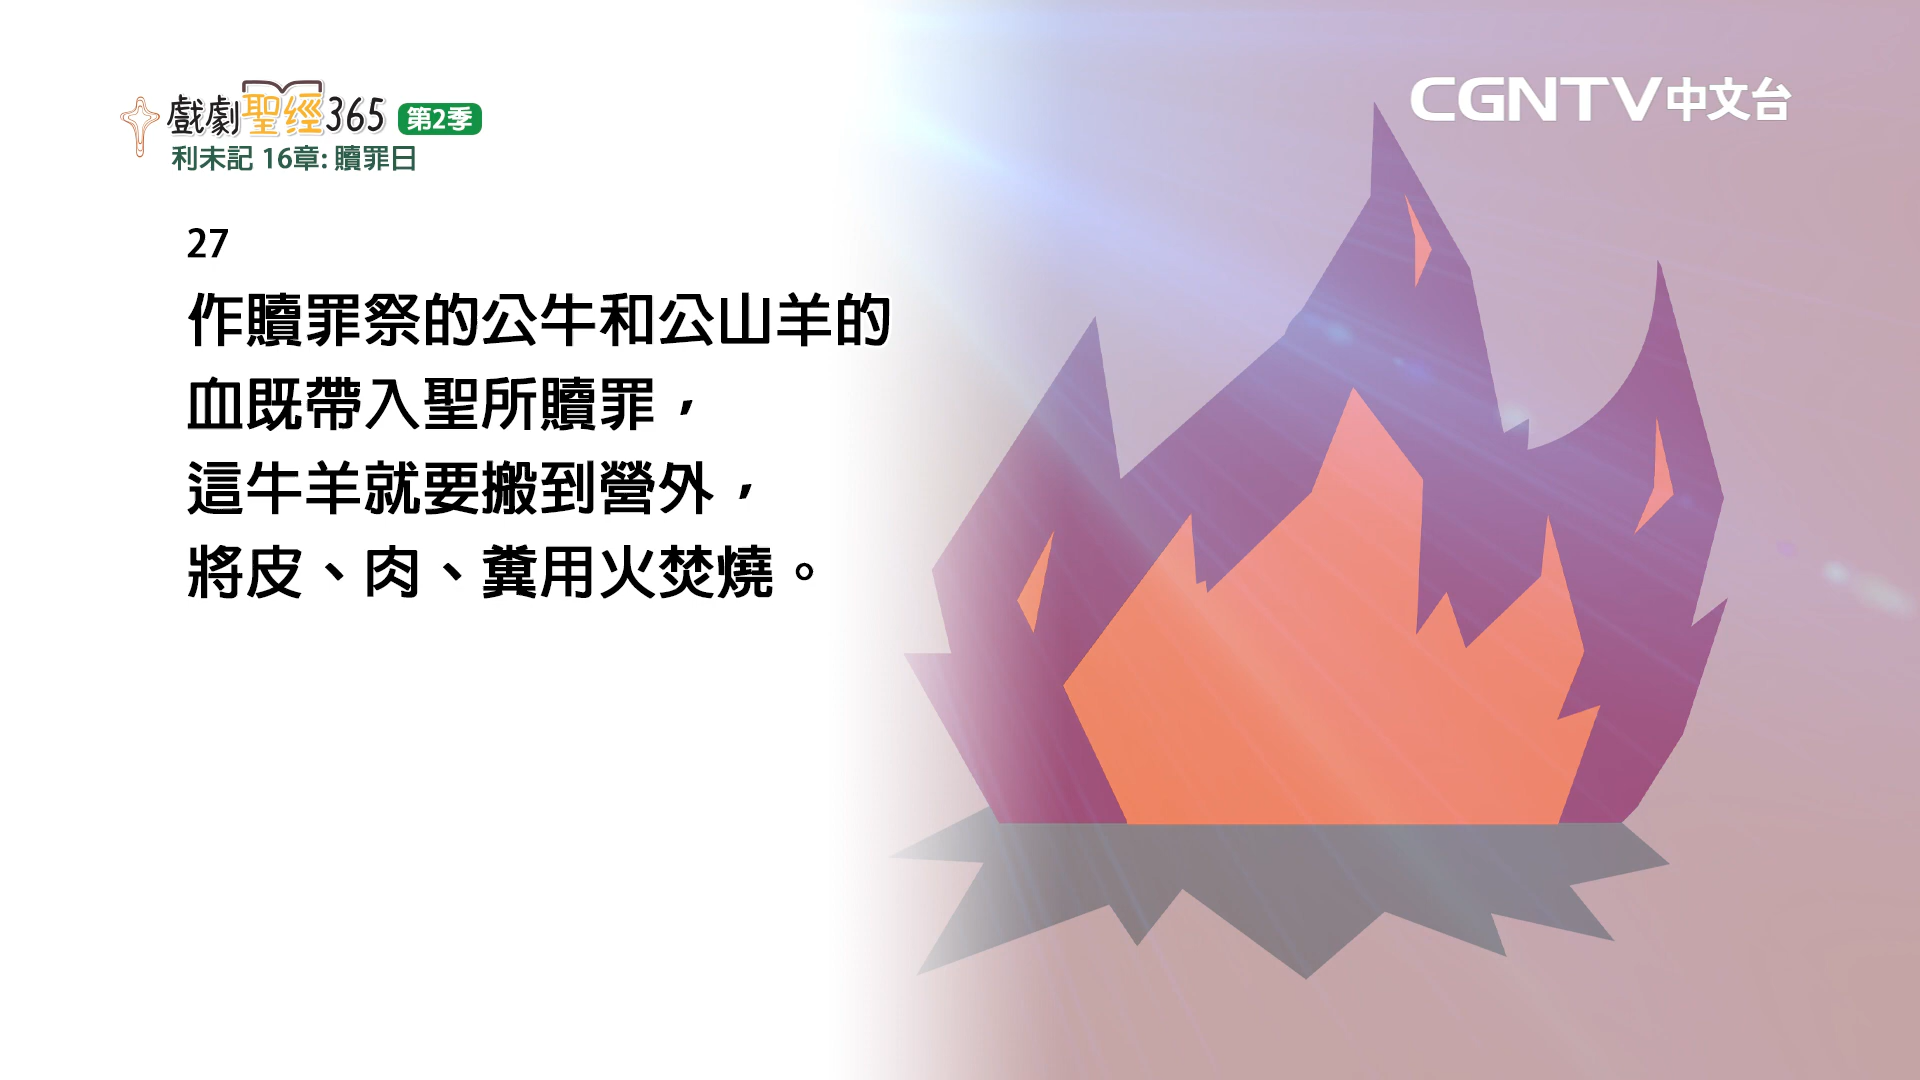 戲劇聖經365 第2季
CGNTV中文台
利未記 16章: 贖罪日
27
作贖罪祭的公牛和公山羊的
血既帶入聖所贖罪，
這牛羊就要搬到營外，
將皮、肉、糞用火焚燒。